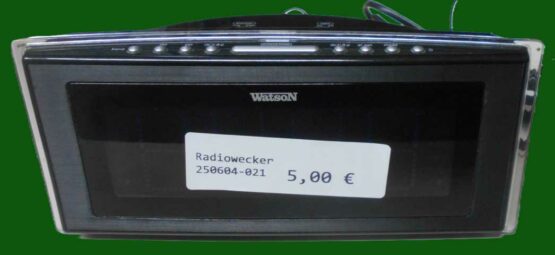 WatsoN
Radiowecker
250604-021 5,00 €